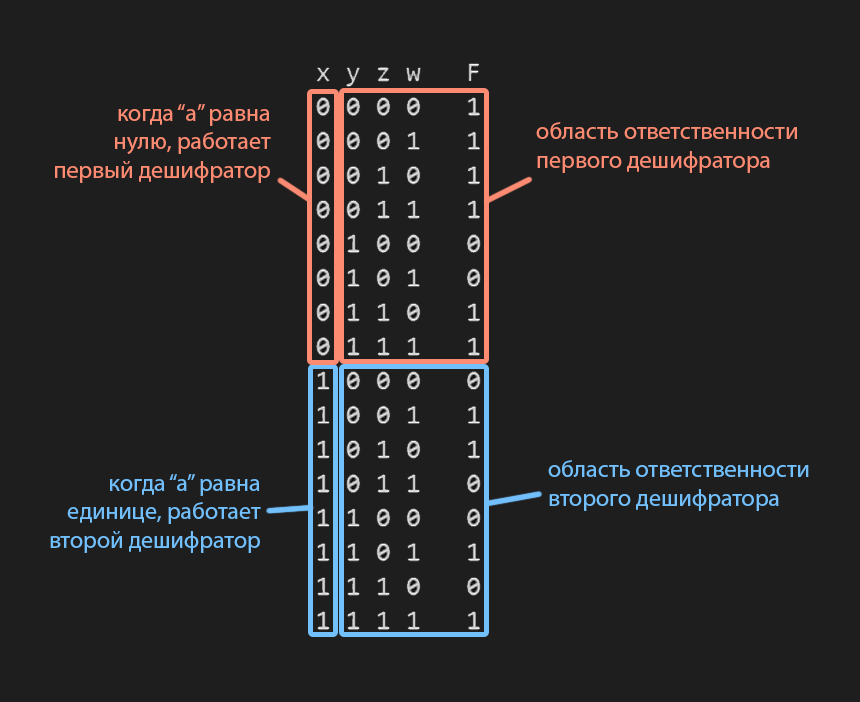 x y z w F
0 0 0 0 1
0 0 0 1 1
0 0 1 0 1
0 0 1 1 1
0 1 0 0 0
0 1 0 1 0
0 1 1 0 1
0 1 1 1 1
1 0 0 0 0
1 0 0 1 1
1 0 1 0 1
1 0 1 1 0
1 1 0 0 0
1 1 0 1 1
1 1 1 0 0
1 1 1 1 1
когда “а” равна
нулю, работает
первый дешифратор
область ответственности
первого дешифратора
когда “а” равна
единице, работает
второй дешифратор
область ответственности
второго дешифратора